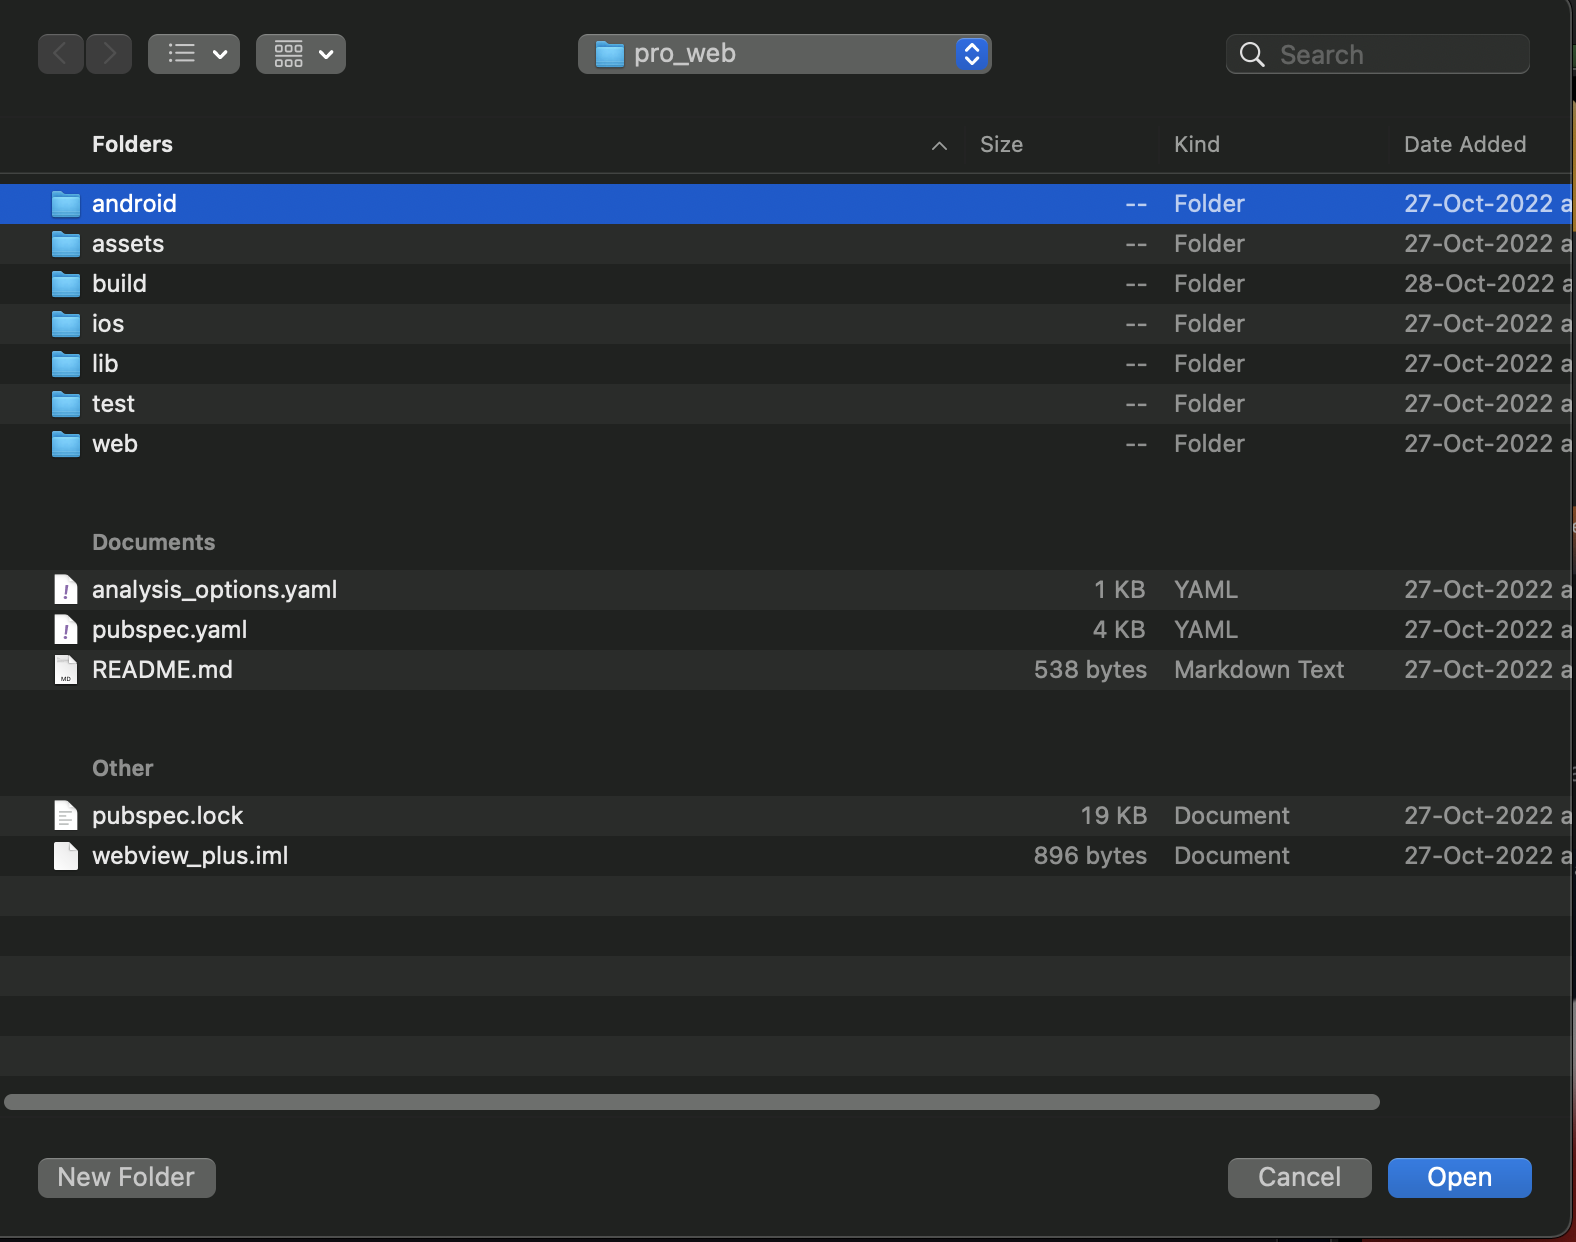 pro_web
Search
Folders Size Kind Date Added
android -- Folder 27-Oct-2022 a
assets -- Folder 27-Oct-2022 a
build -- Folder 28-Oct-2022 a
ios -- Folder 27-Oct-2022 a
lib -- Folder 27-Oct-2022 a
test -- Folder 27-Oct-2022 a
web -- Folder 27-Oct-2022 a
Documents
analysis_options.yaml 1 KB YAML 27-Oct-2022 a
pubspec.yaml 4 KB YAML 27-Oct-2022 a
README.md 538 bytes Markdown Text 27-Oct-2022 a
Other
pubspec.lock 19 KB Document 27-Oct-2022 a
webview_plus.iml 896 bytes Document 27-Oct-2022 a
New Folder Cancel Open